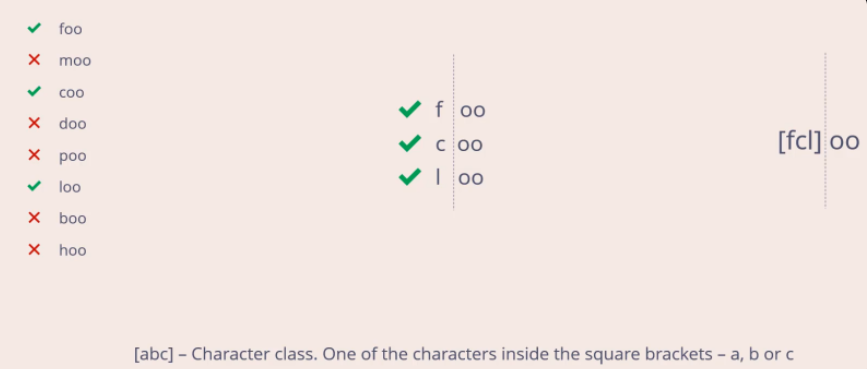 foo
moo
coo
doo
poo
loo
boo
hoo
f oo
c oo
l oo
[fcl] oo
[abc] – Character class. One of the characters inside the square brackets – a, b or c